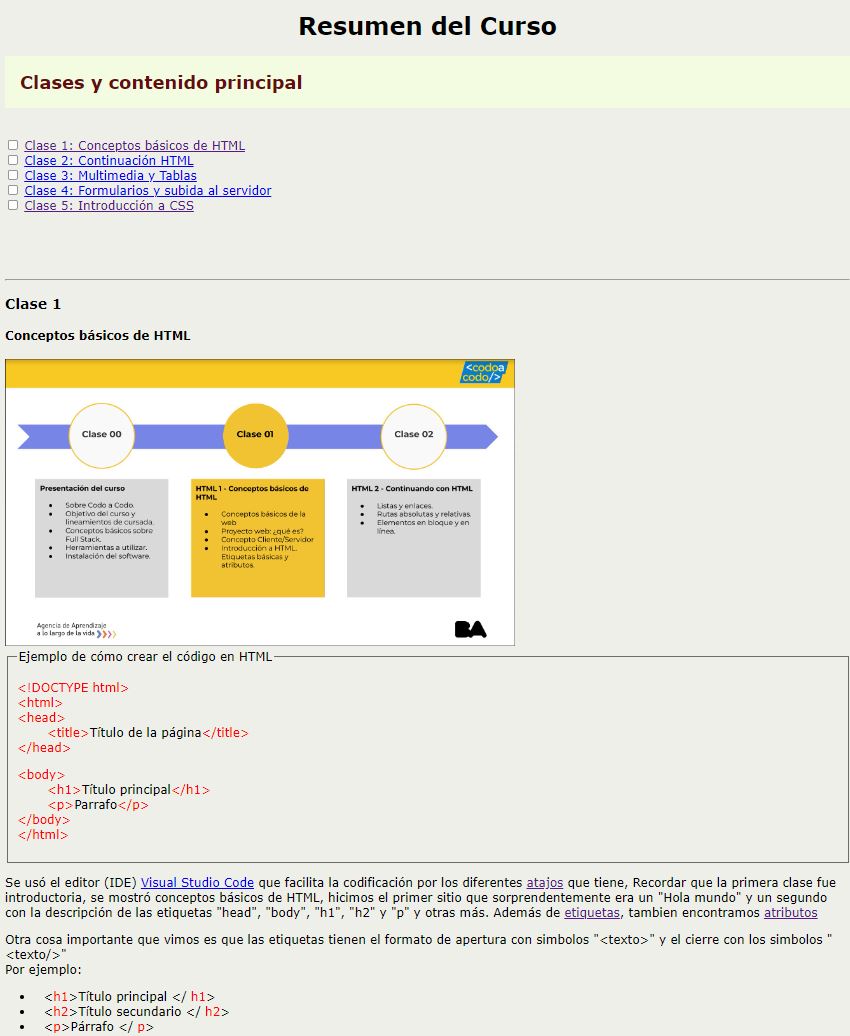 Resumen del Curso
Clases y contenido principal
Clase 1: Conceptos básicos de HTML
Clase 2: Continuación HTML
Clase 3: Multimedia y Tablas
Clase 4: Formularios y subida al servidor
Clase 5: Introducción a CSS
Clase 1
Conceptos básicos de HTML
<codoa
codo/>
Clase 00
Clase 01
Clase 02
Presentación del curso
• Sobre Codo a Codo.
• Objetivo del curso y
lineamientos de cursada.
• Conceptos básicos sobre
Full Stack.
• Herramientas a utilizar.
• Instalación del software.
HTML 1 - Conceptos básicos de
HTML
• Conceptos básicos de la
web
• Proyecto web: ¿qué es?
• Concepto Cliente/Servidor
• Introducción a HTML.
Etiquetas básicas y
atributos.
HTML 2 - Continuando con HTML
• Listas y enlaces.
• Rutas absolutas y relativas.
• Elementos en bloque y en
línea.
Agencia de Aprendizaje
a lo largo de la vida
BA
Ejemplo de cómo crear el código en HTML
<!DOCTYPE html>
<html>
<head>
<title>Título de la página</title>
</head>
<body>
<h1>Título principal</h1>
<p>Parrafo</p>
</body>
</html>
Se usó el editor (IDE) Visual Studio Code que facilita la codificación por los diferentes atajos que tiene, Recordar que la primera clase fue
introductoria, se mostró conceptos básicos de HTML, hicimos el primer sitio que sorprendentemente era un "Hola mundo" y un segundo
con la descripción de las etiquetas "head", "body", "h1", "h2" y "p" y otras más. Además de etiquetas, tambien encontramos atributos
Otra cosa importante que vimos es que las etiquetas tienen el formato de apertura con simbolos "<texto>" y el cierre con los simbolos "
<texto/>"
Por ejemplo:
• <h1>Título principal </ h1>
• <h2>Título secundario </ h2>
• <p>Párrafo </ p>